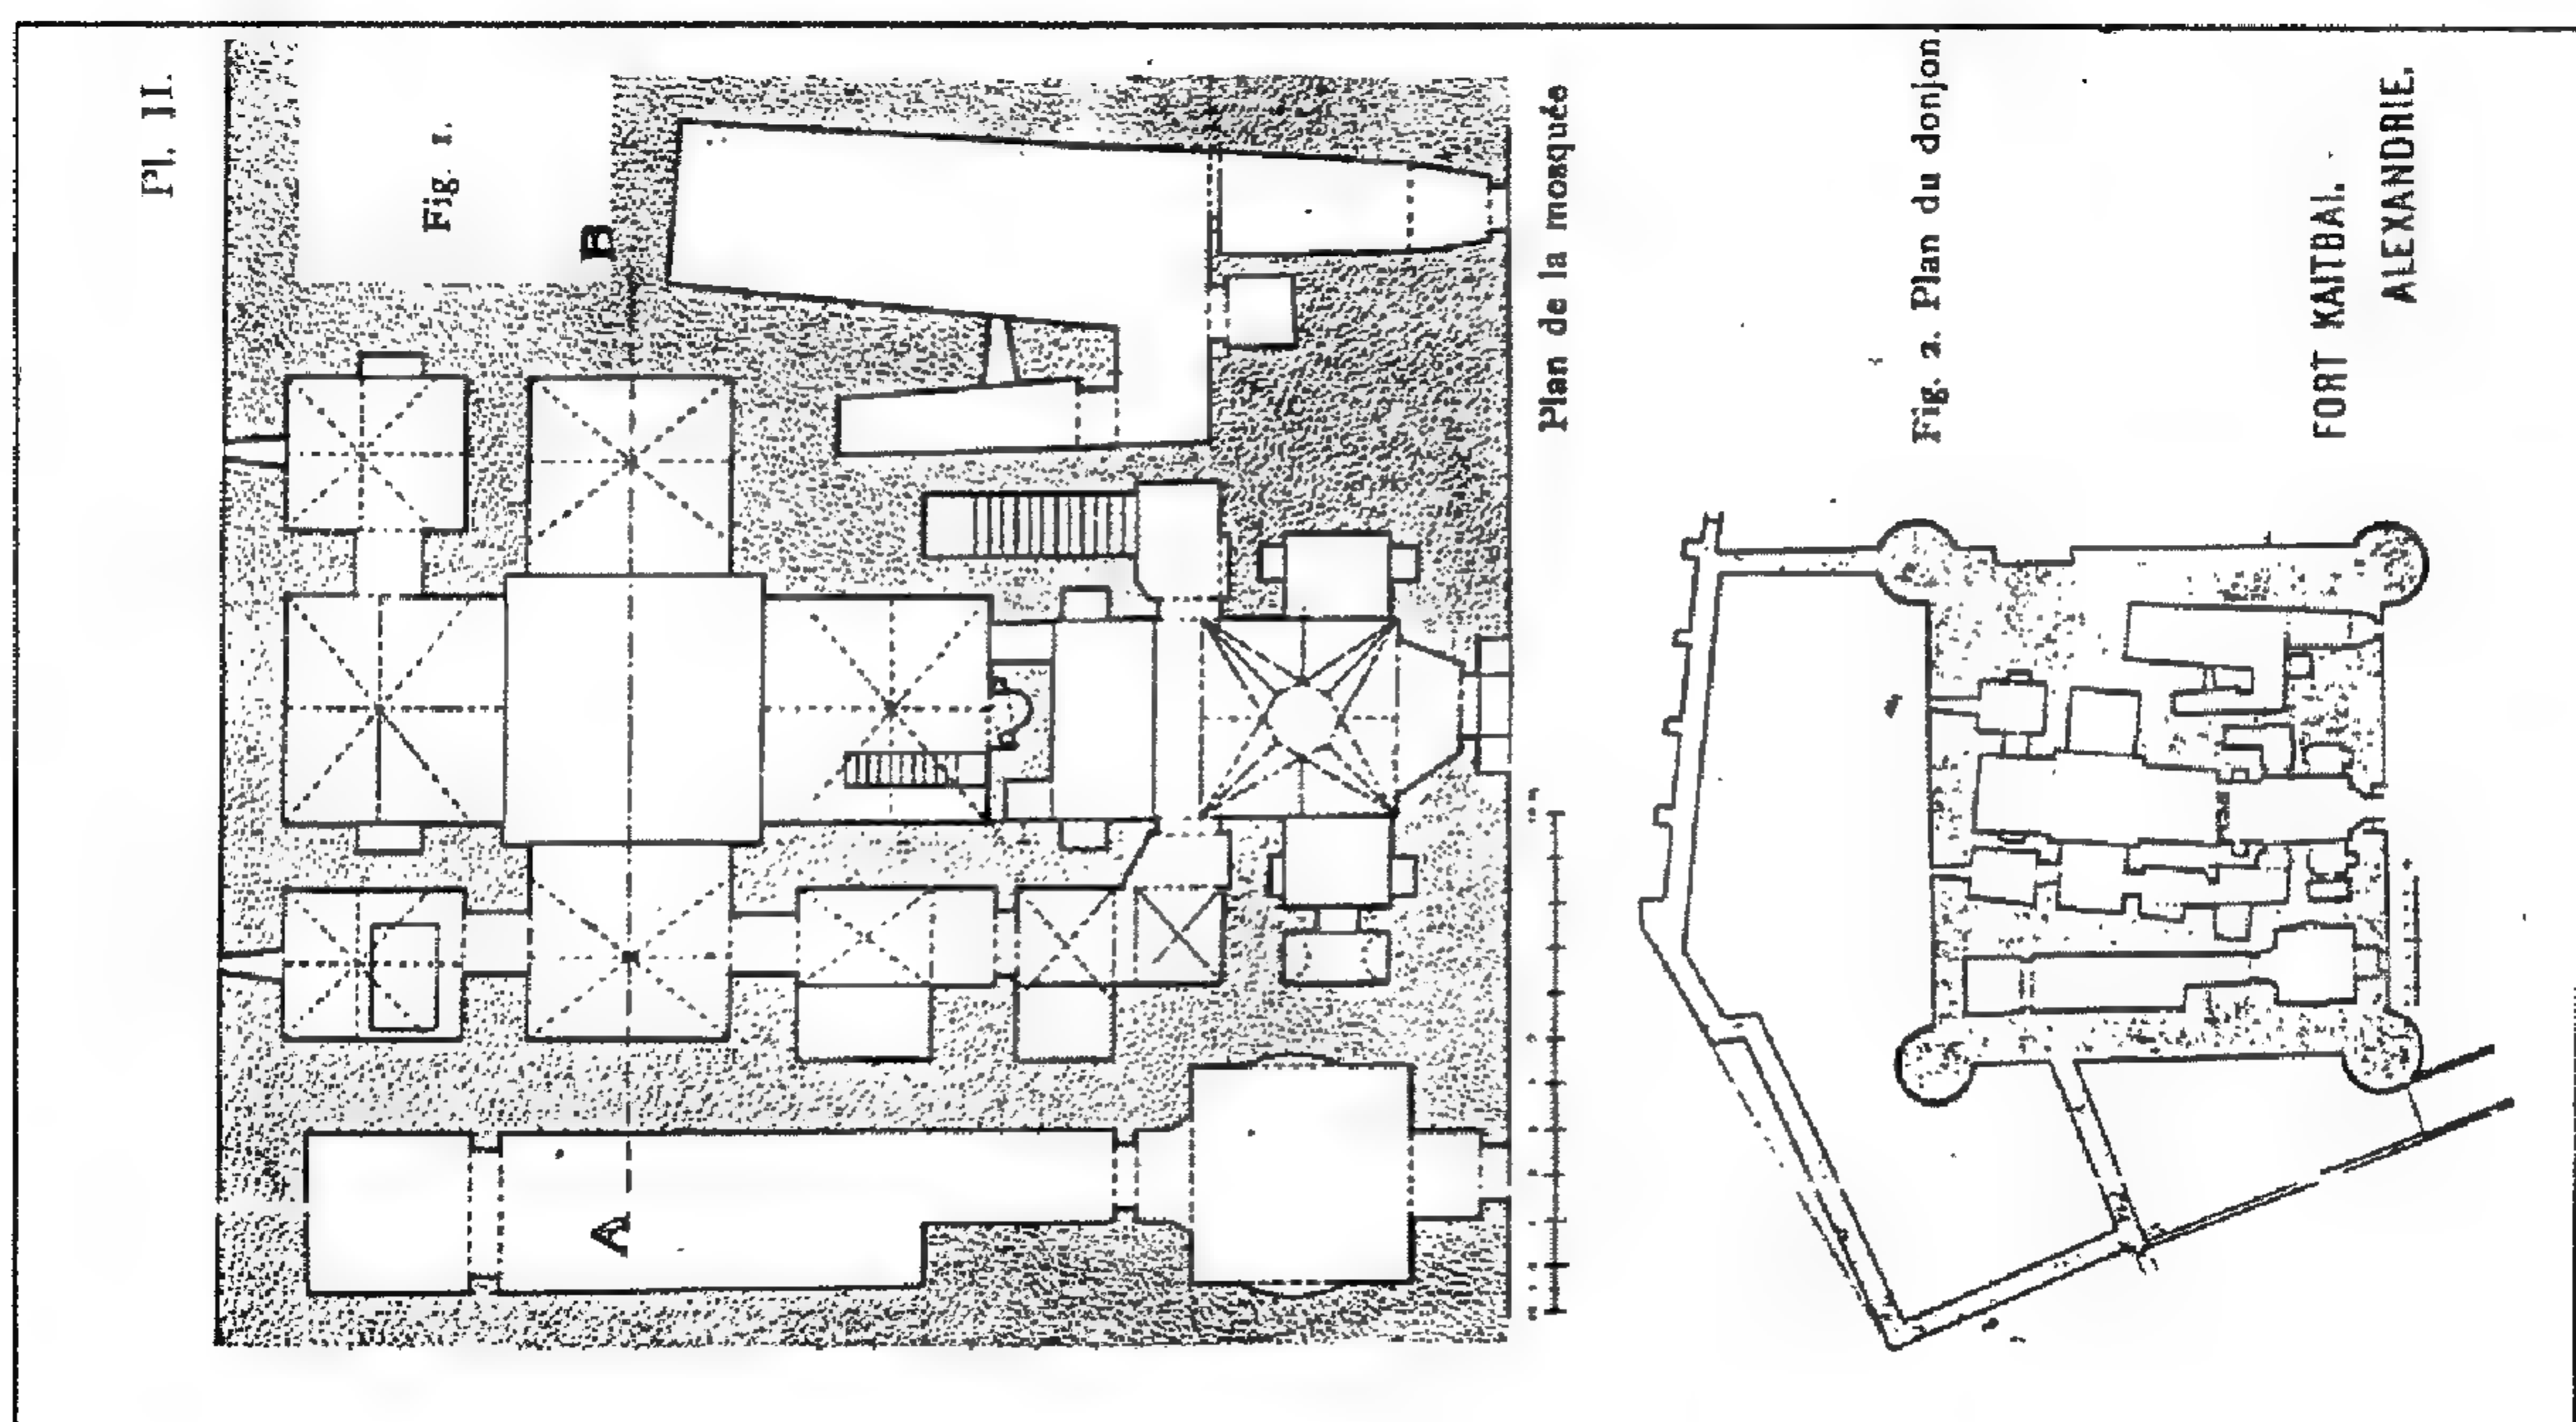 Pl. II.
Fig. 1.
B
A
Plan de la mosquée
Fig. 2. Plan du donjon.
FORT KAITBAI.
ALEXANDRIE.